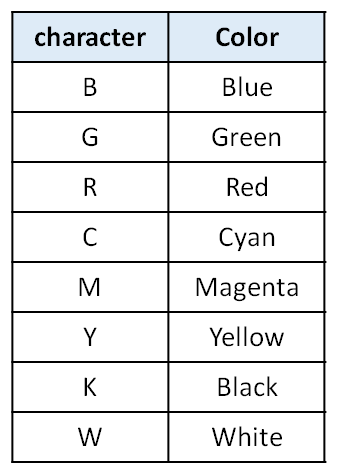 character Color
B Blue
G Green
R Red
C Cyan
M Magenta
Y Yellow
K Black
W White